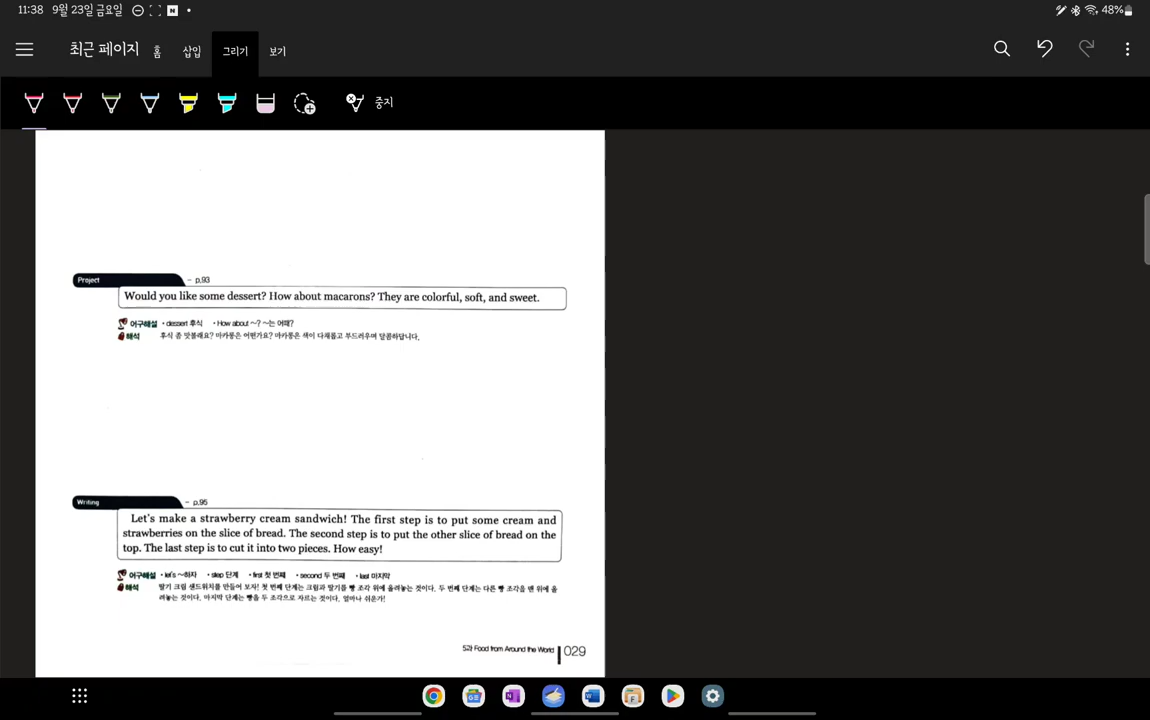 11:38 9월 23일 금요일 48%
최근 페이지 홈 삽입 그리기 보기
중지
Project - p.93
Would you like some dessert? How about macarons? They are colorful, soft, and sweet.
어구해설 • dessert 후식 • How about ~? ~는 어때?
해석 후식 좀 맛볼래요? 마카롱은 어떤가요? 마카롱은 색이 다채롭고 부드러우며 달콤하답니다.
Writing - p.95
Let's make a strawberry cream sandwich! The first step is to put some cream and
strawberries on the slice of bread. The second step is to put the other slice of bread on the
top. The last step is to cut it into two pieces. How easy!
어구해설 • let's ~하자 • step 단계 • first 첫 번째 • second 두 번째 • last 마지막
해석 딸기 크림 샌드위치를 만들어 보자! 첫 번째 단계는 크림과 딸기를 빵 조각 위에 올려놓는 것이다. 두 번째 단계는 다른 빵 조각을 맨 위에 올
려놓는 것이다. 마지막 단계는 빵을 두 조각으로 자르는 것이다. 얼마나 쉬운가!
5과 Food from Around the World 029